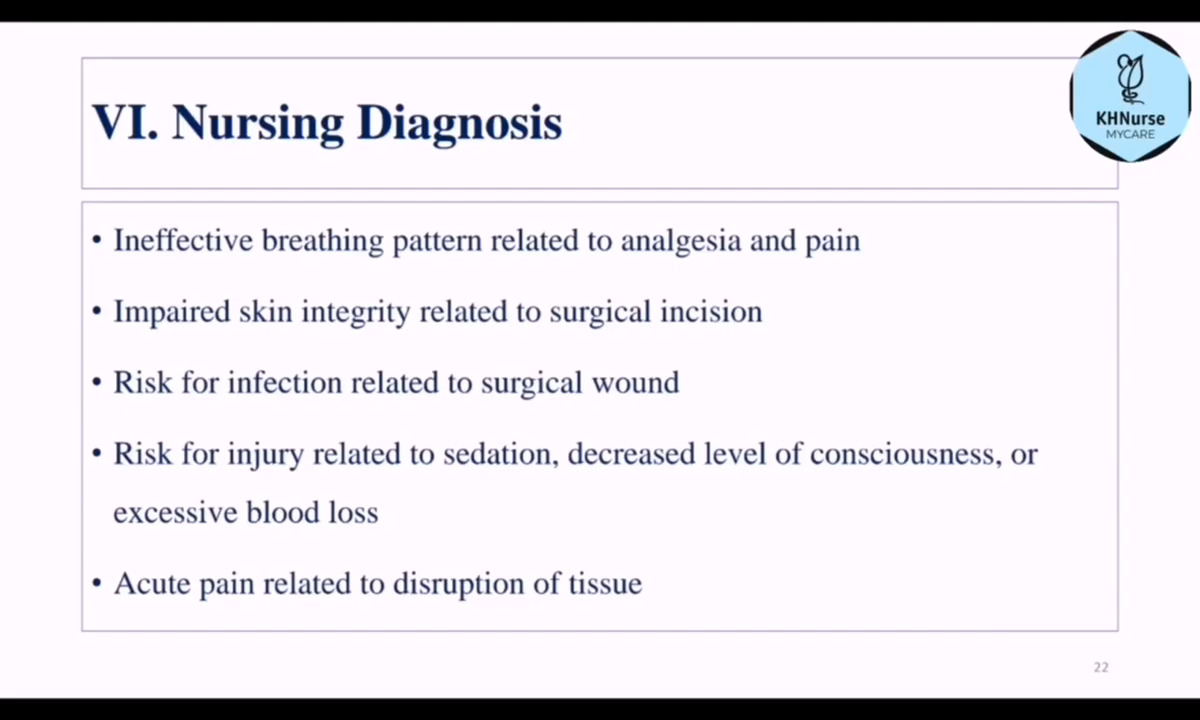 KHNurse
MYCARE
VI. Nursing Diagnosis
• Ineffective breathing pattern related to analgesia and pain
• Impaired skin integrity related to surgical incision
• Risk for infection related to surgical wound
• Risk for injury related to sedation, decreased level of consciousness, or
excessive blood loss
• Acute pain related to disruption of tissue
22